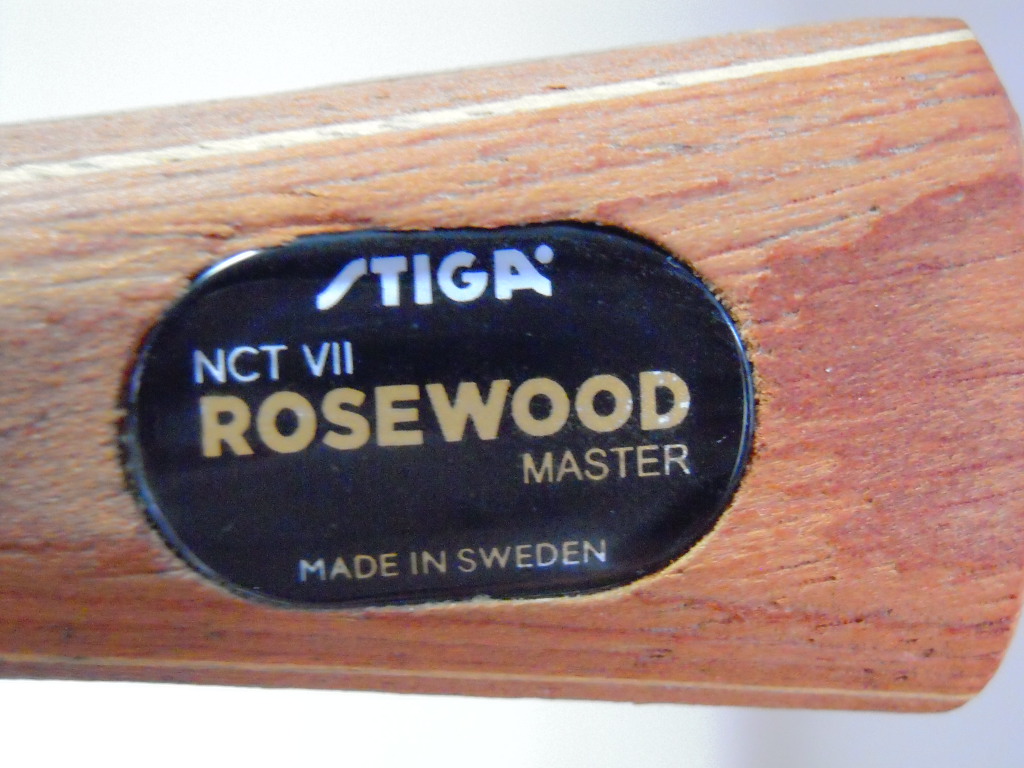 STIGA
NCT VII
ROSEWOOD
MASTER
MADE IN SWEDEN